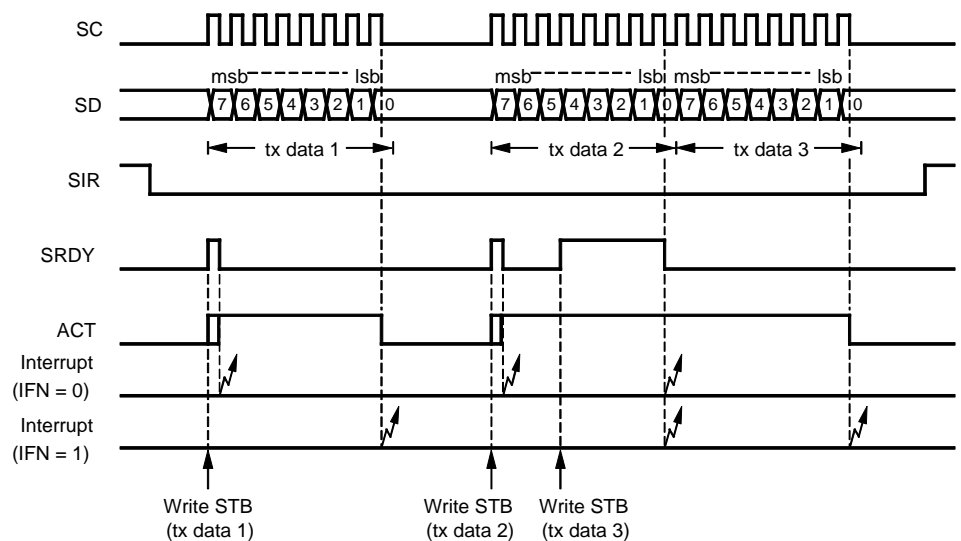 SC
msb lsb msb lsb msb lsb
SD 7 6 5 4 3 2 1 0 7 6 5 4 3 2 1 0 7 6 5 4 3 2 1 0
tx data 1 tx data 2 tx data 3
SIR
SRDY
ACT
Interrupt
(IFN = 0)
Interrupt
(IFN = 1)
Write STB Write STB Write STB
(tx data 1) (tx data 2) (tx data 3)